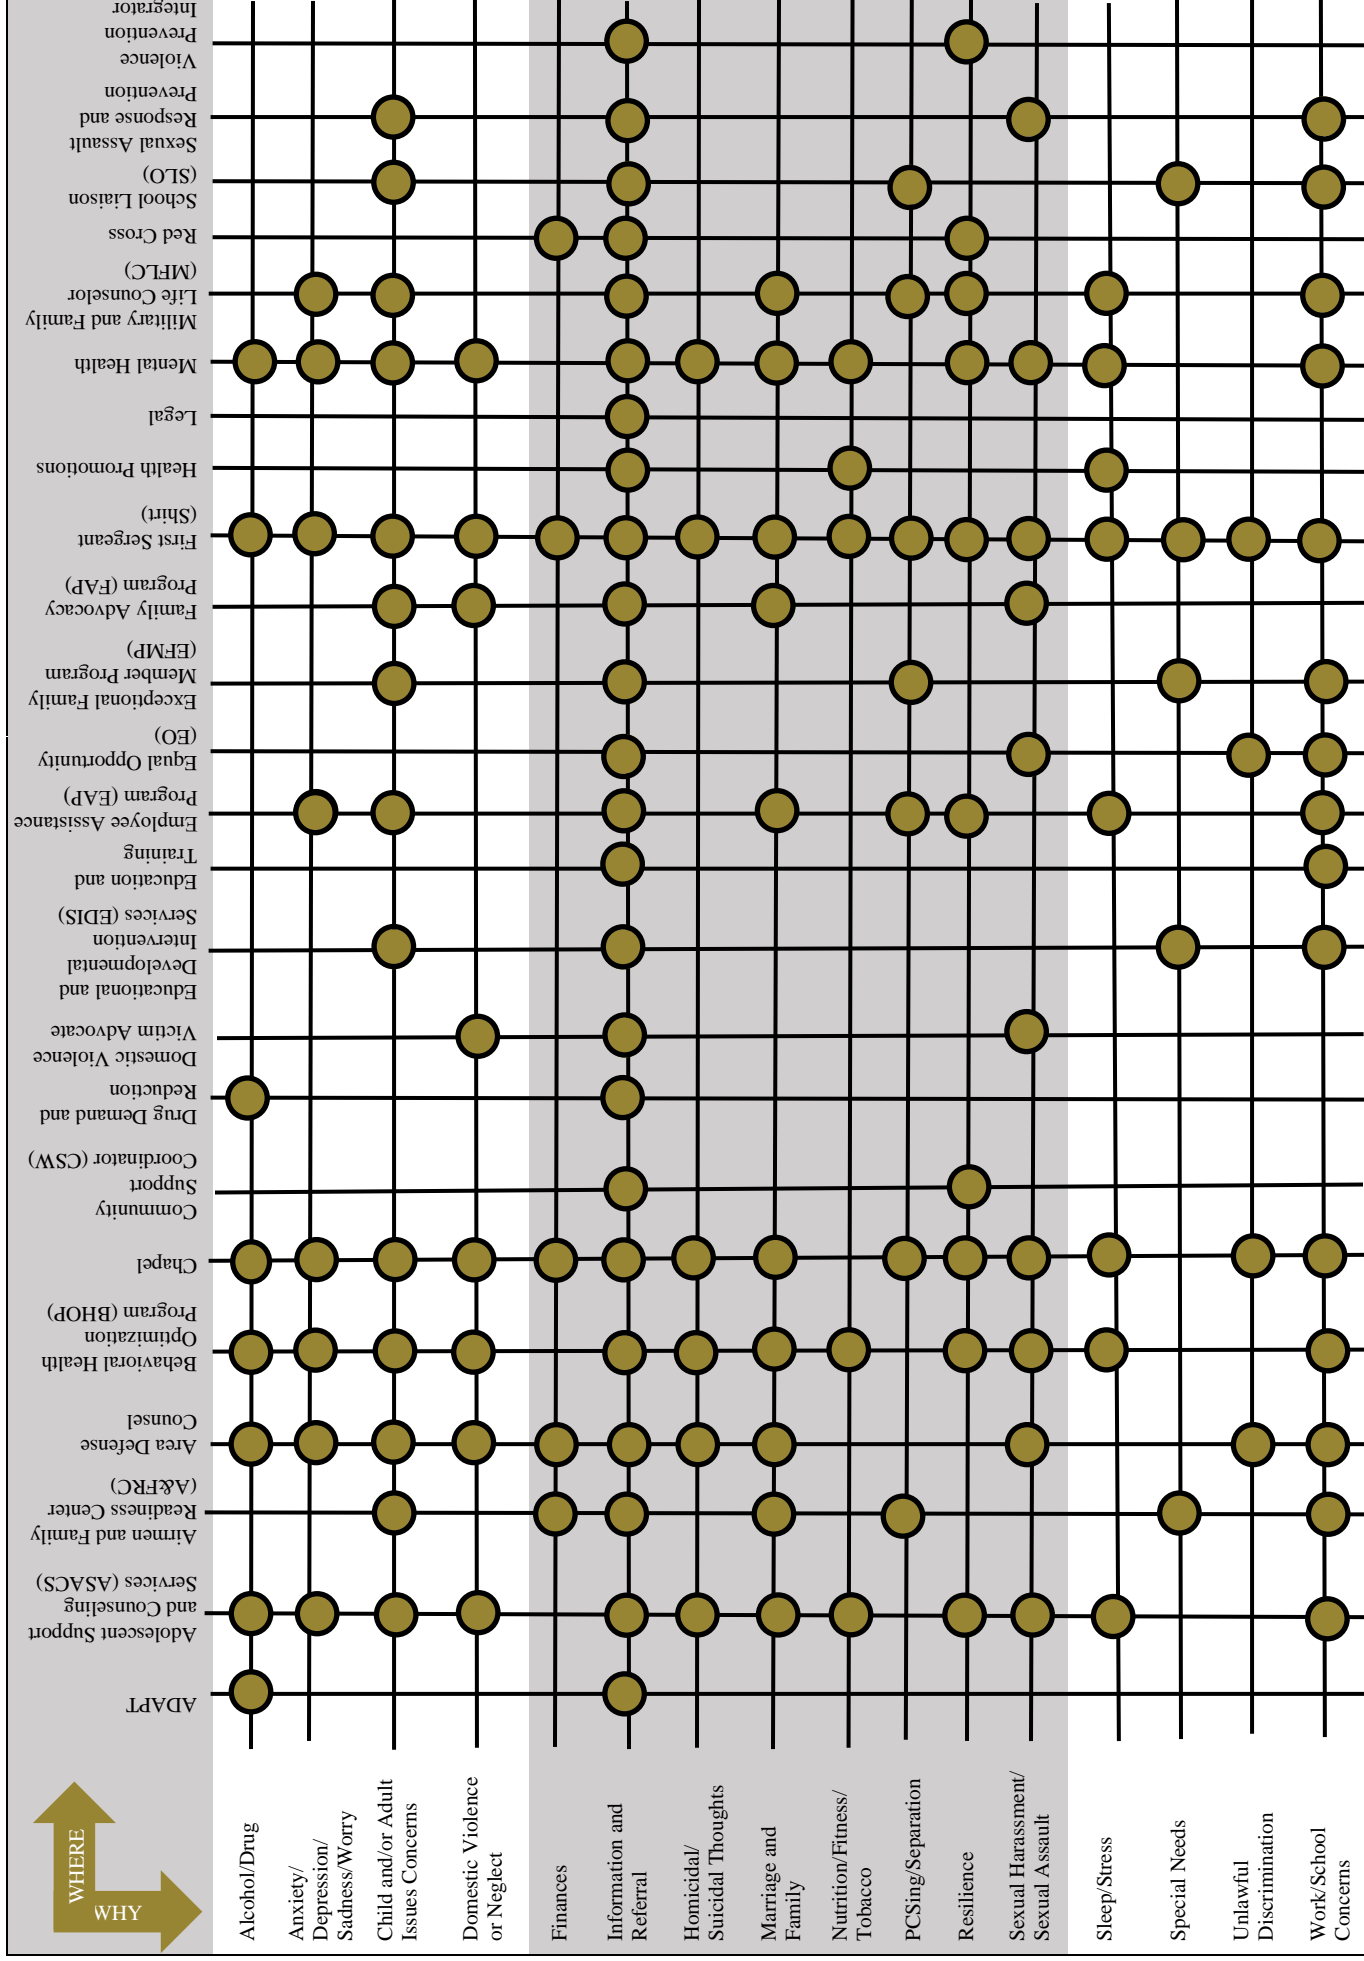 Integrator
Prevention
Violence
Prevention
Response and
Sexual Assault
(SLO)
School Liaison
Red Cross
(MFLC)
Life Counselor
Military and Family
Mental Health
Legal
Health Promotions
(Shirt)
First Sergeant
Program (FAP)
Family Advocacy
(EFMP)
Member Program
Exceptional Family
(EO)
Equal Opportunity
Program (EAP)
Employee Assistance
Training
Education and
Services (EDIS)
Intervention
Developmental
Educational and
Victim Advocate
Domestic Violence
Reduction
Drug Demand and
Coordinator (CSW)
Support
Community
Chapel
Program (BHOP)
Optimization
Behavioral Health
Counsel
Area Defense
(A&FRC)
Readiness Center
Airmen and Family
Services (ASACS)
and Counseling
Adolescent Support
ADAPT
WHERE
WHY
Alcohol/Drug
Anxiety/
Depression/
Sadness/Worry
Child and/or Adult
Issues Concerns
Domestic Violence
or Neglect
Finances
Information and
Referral
Homicidal/
Suicidal Thoughts
Marriage and
Family
Nutrition/Fitness/
Tobacco
PCSing/Separation
Resilience
Sexual Harassment/
Sexual Assault
Sleep/Stress
Special Needs
Unlawful
Discrimination
Work/School
Concerns